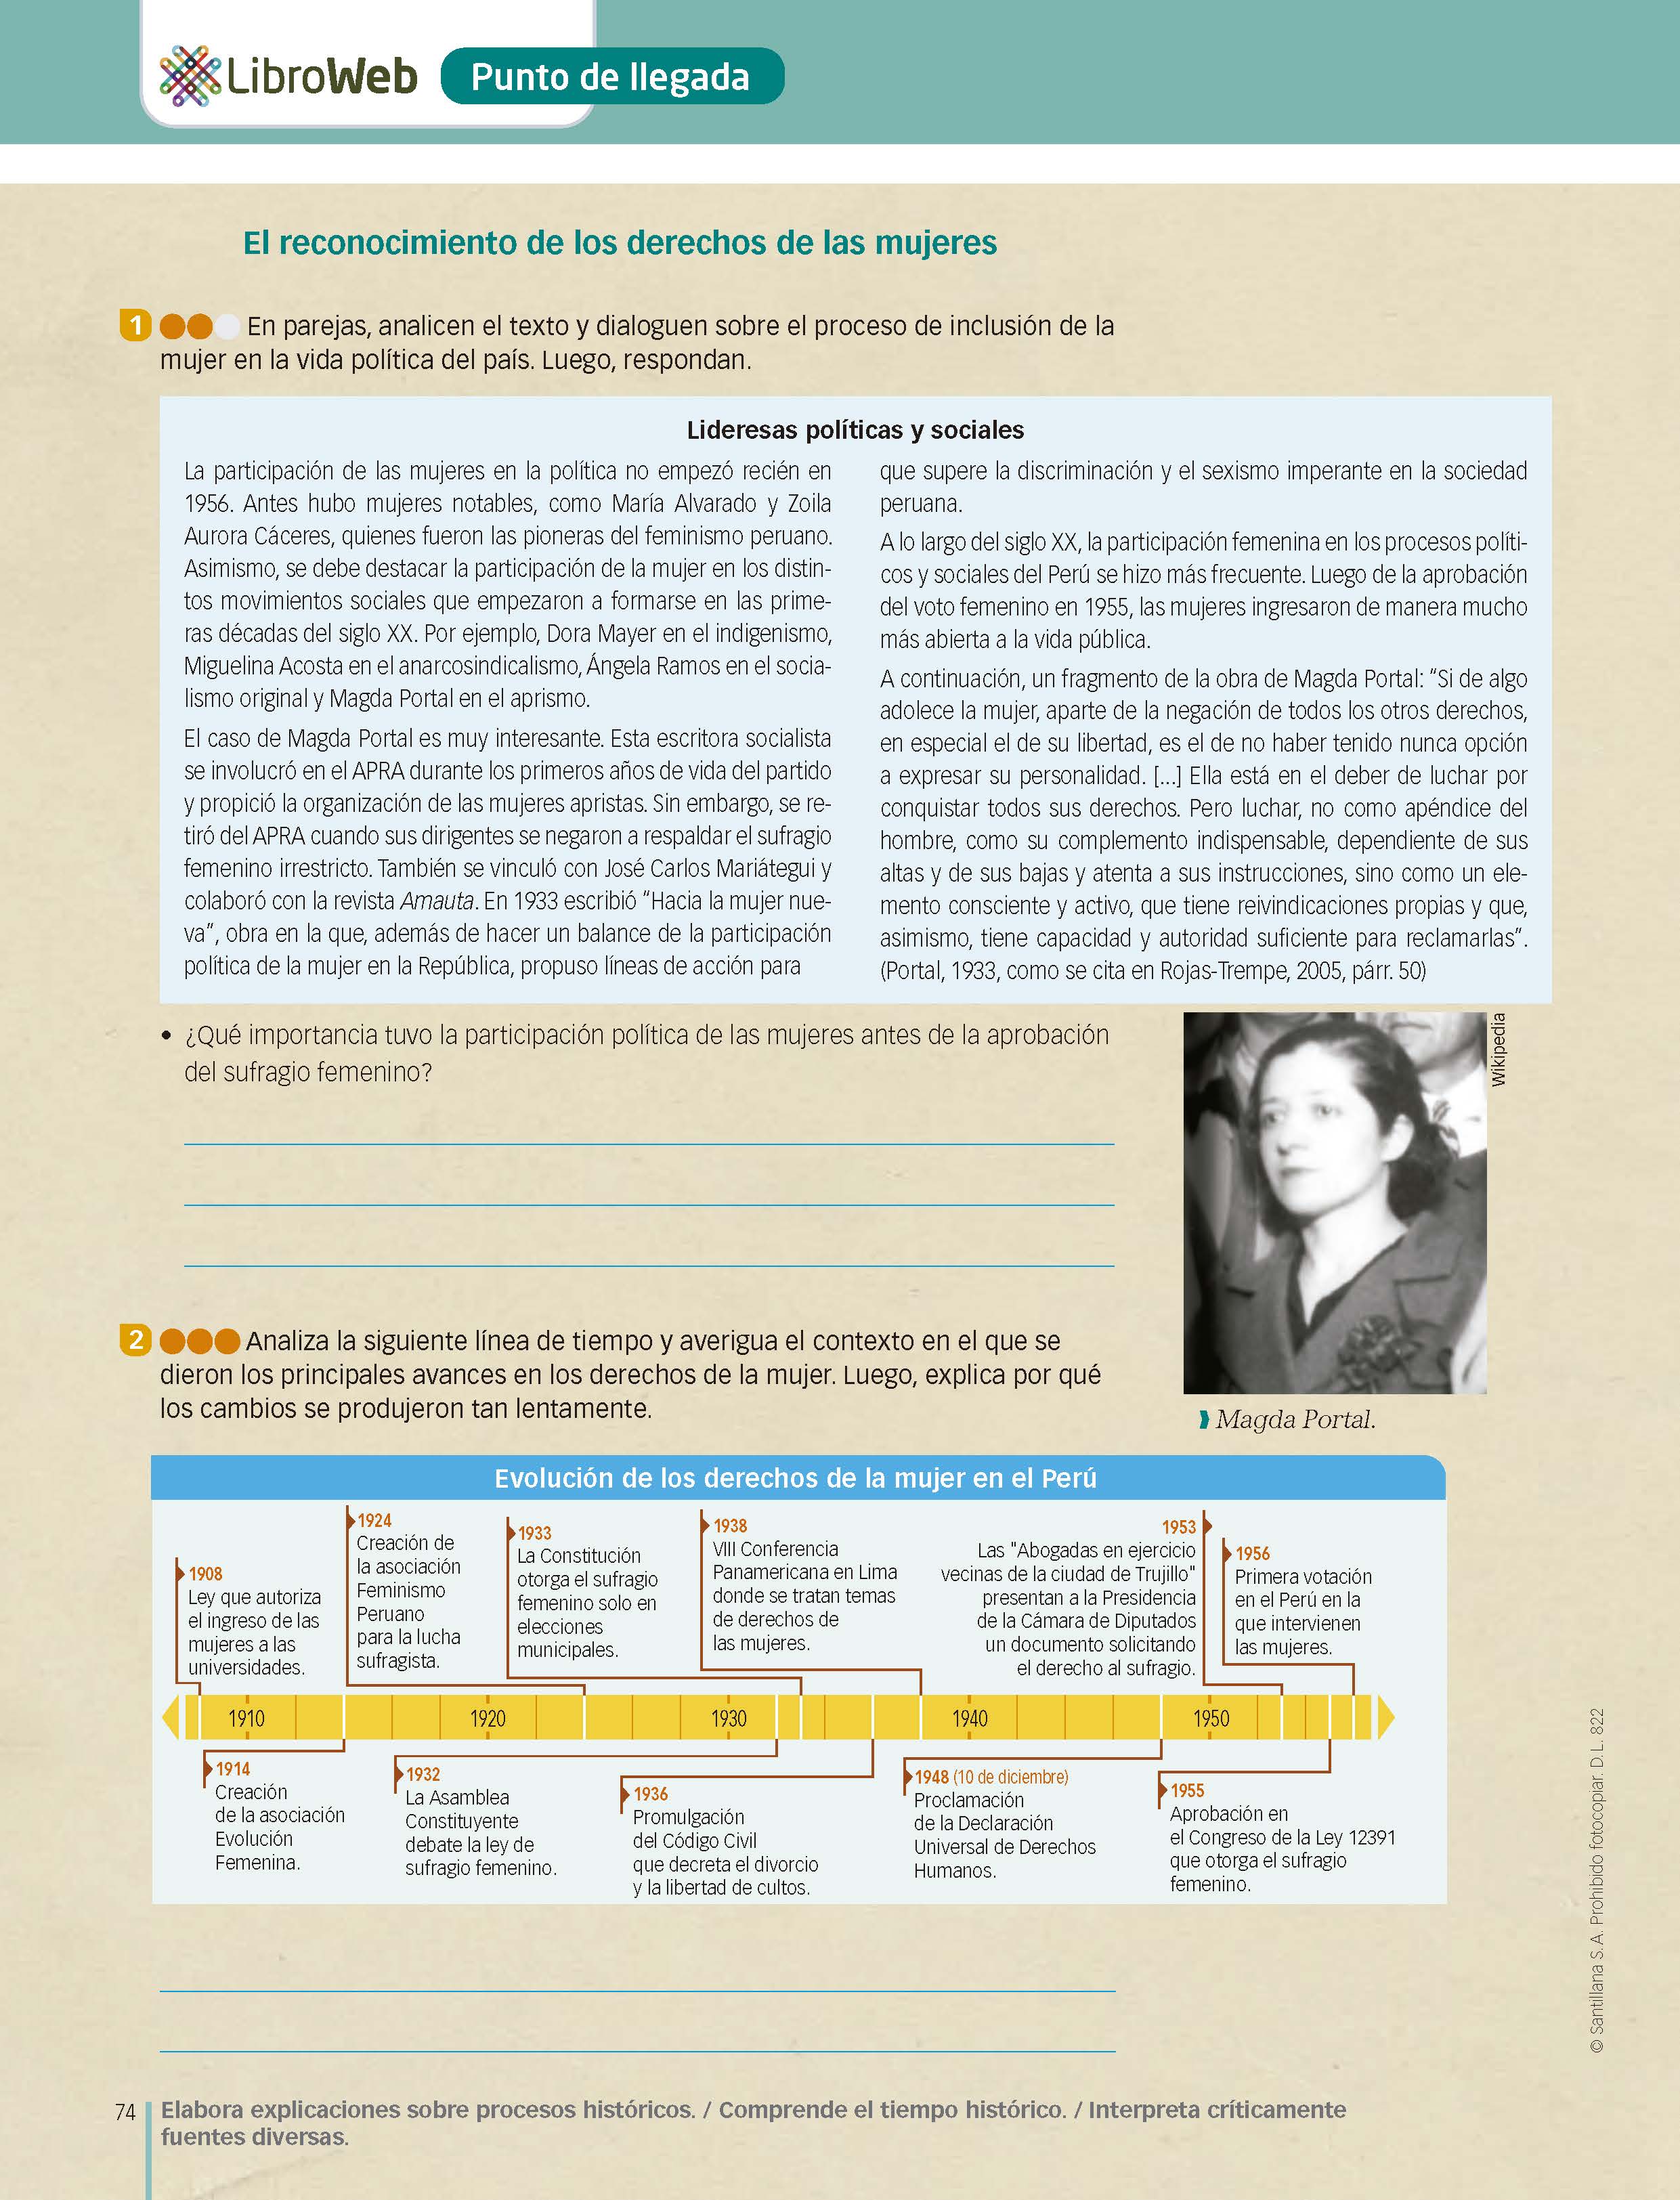 LibroWeb
Punto de llegada
El reconocimiento de los derechos de las mujeres
1 En parejas, analicen el texto y dialoguen sobre el proceso de inclusión de la
mujer en la vida política del país. Luego, respondan.
Lideresas políticas y sociales
La participación de las mujeres en la política no empezó recién en
1956. Antes hubo mujeres notables, como María Alvarado y Zoila
Aurora Cáceres, quienes fueron las pioneras del feminismo peruano.
Asimismo, se debe destacar la participación de la mujer en los distin-
tos movimientos sociales que empezaron a formarse en las prime-
ras décadas del siglo XX. Por ejemplo, Dora Mayer en el indigenismo,
Miguelina Acosta en el anarcosindicalismo, Ángela Ramos en el socia-
lismo original y Magda Portal en el aprismo.
El caso de Magda Portal es muy interesante. Esta escritora socialista
se involucró en el APRA durante los primeros años de vida del partido
y propició la organización de las mujeres apristas. Sin embargo, se re-
tiró del APRA cuando sus dirigentes se negaron a respaldar el sufragio
femenino irrestricto. También se vinculó con José Carlos Mariátegui y
colaboró con la revista Amauta. En 1933 escribió “Hacia la mujer nue-
va”, obra en la que, además de hacer un balance de la participación
política de la mujer en la República, propuso líneas de acción para
que supere la discriminación y el sexismo imperante en la sociedad
peruana.
A lo largo del siglo XX, la participación femenina en los procesos políti-
cos y sociales del Perú se hizo más frecuente. Luego de la aprobación
del voto femenino en 1955, las mujeres ingresaron de manera mucho
más abierta a la vida pública.
A continuación, un fragmento de la obra de Magda Portal: “Si de algo
adolece la mujer, aparte de la negación de todos los otros derechos,
en especial el de su libertad, es el de no haber tenido nunca opción
a expresar su personalidad. [...] Ella está en el deber de luchar por
conquistar todos sus derechos. Pero luchar, no como apéndice del
hombre, como su complemento indispensable, dependiente de sus
altas y de sus bajas y atenta a sus instrucciones, sino como un ele-
mento consciente y activo, que tiene reivindicaciones propias y que,
asimismo, tiene capacidad y autoridad suficiente para reclamarlas”.
(Portal, 1933, como se cita en Rojas-Trempe, 2005, párr. 50)
• ¿Qué importancia tuvo la participación política de las mujeres antes de la aprobación
del sufragio femenino?
Wikipedia
Magda Portal.
2 Analiza la siguiente línea de tiempo y averigua el contexto en el que se
dieron los principales avances en los derechos de la mujer. Luego, explica por qué
los cambios se produjeron tan lentamente.
Evolución de los derechos de la mujer en el Perú
1908
Ley que autoriza
el ingreso de las
mujeres a las
universidades.
1924
Creación de
la asociación
Feminismo
Peruano
para la lucha
sufragista.
1933
La Constitución
otorga el sufragio
femenino solo en
elecciones
municipales.
1938
VIII Conferencia
Panamericana en Lima
donde se tratan temas
de derechos de
las mujeres.
1953
Las "Abogadas en ejercicio
vecinas de la ciudad de Trujillo"
presentan a la Presidencia
de la Cámara de Diputados
un documento solicitando
el derecho al sufragio.
1956
Primera votación
en el Perú en la
que intervienen
las mujeres.
1910 1920 1930 1940 1950
1914
Creación
de la asociación
Evolución
Femenina.
1932
La Asamblea
Constituyente
debate la ley de
sufragio femenino.
1936
Promulgación
del Código Civil
que decreta el divorcio
y la libertad de cultos.
1948 (10 de diciembre)
Proclamación
de la Declaración
Universal de Derechos
Humanos.
1955
Aprobación en
el Congreso de la Ley 12391
que otorga el sufragio
femenino.
© Santillana S.A. Prohibido fotocopiar. D.L. 822
74
Elabora explicaciones sobre procesos históricos. / Comprende el tiempo histórico. / Interpreta críticamente
fuentes diversas.